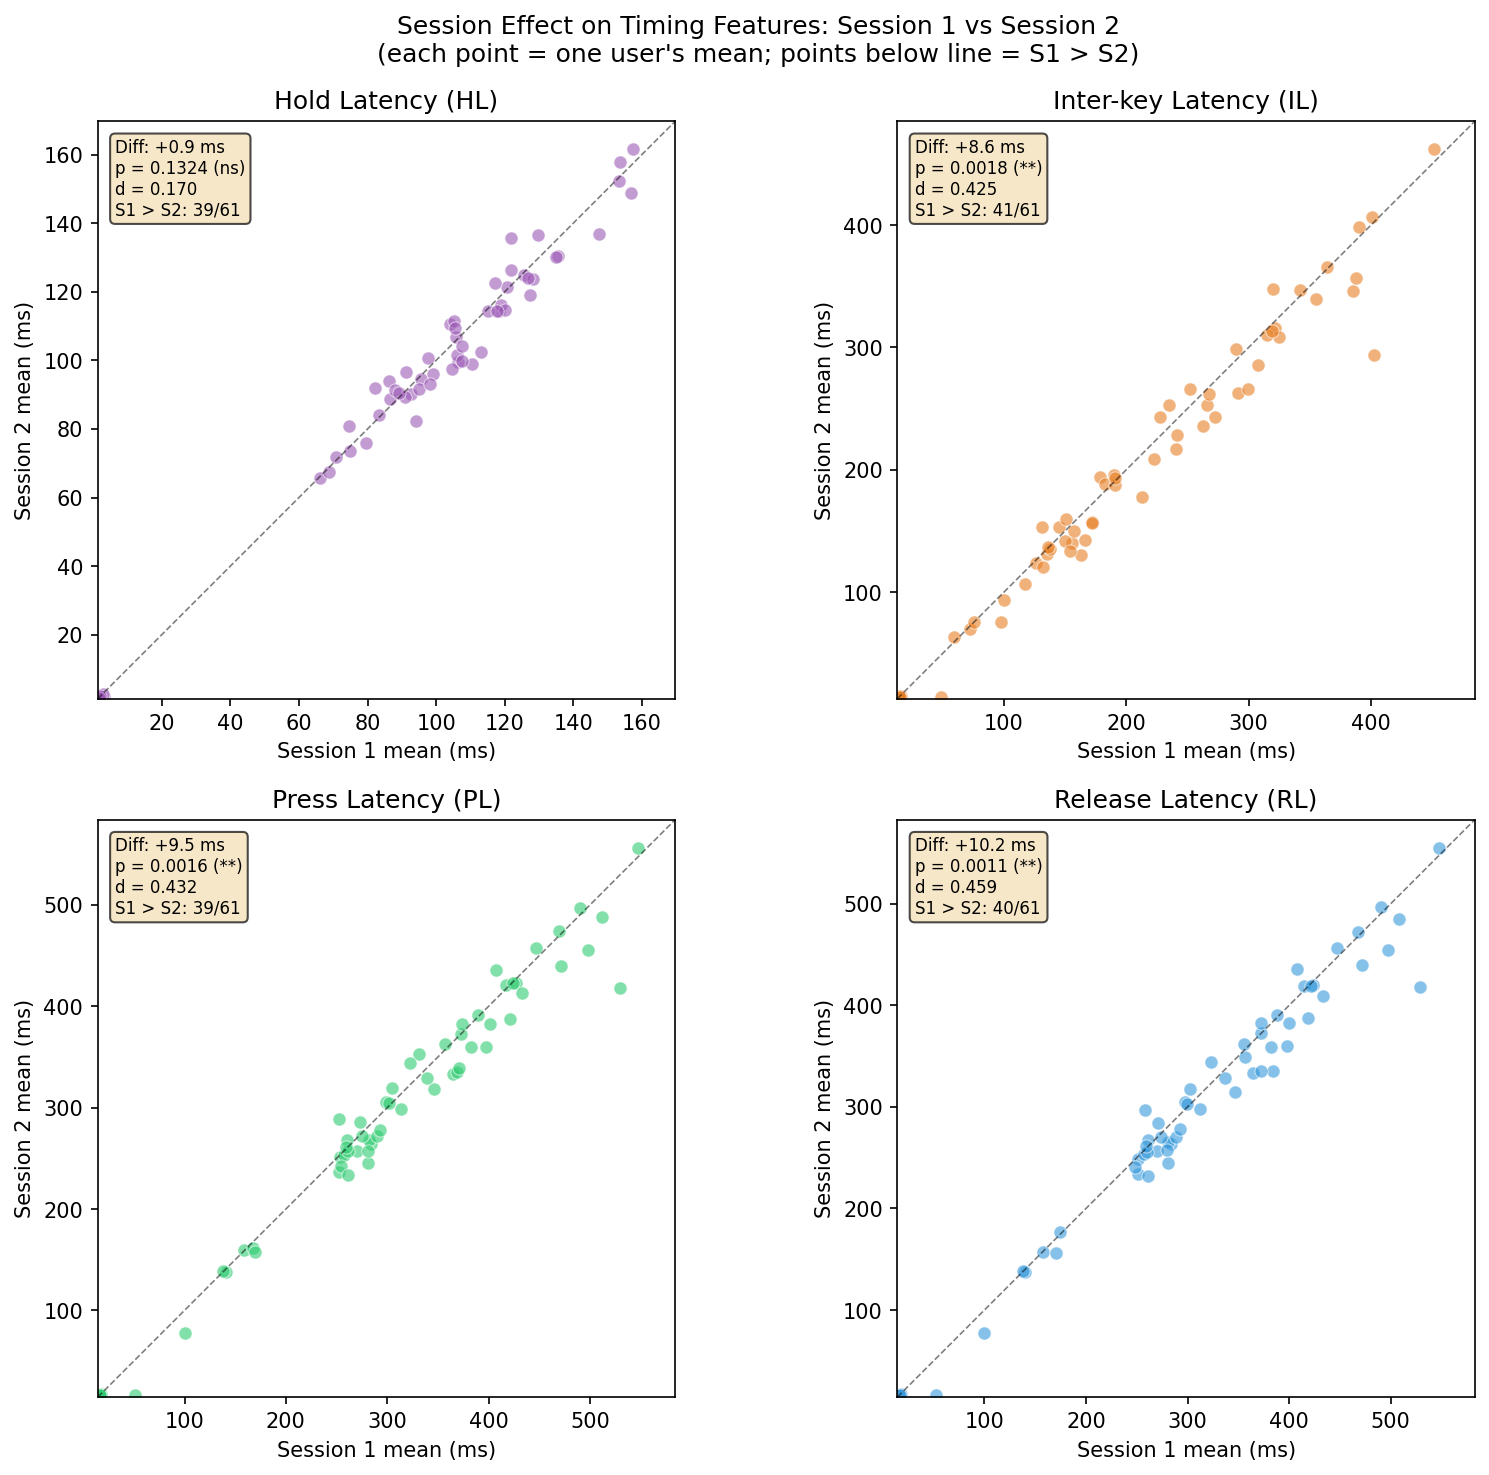 Session Effect on Timing Features: Session 1 vs Session 2
(each point = one user's mean; points below line = S1 > S2)
Hold Latency (HL)
Diff: +0.9 ms
p = 0.1324 (ns)
d = 0.170
S1 > S2: 39/61
Session 2 mean (ms)
160
140
120
100
80
60
40
20
20 40 60 80 100 120 140 160
Session 1 mean (ms)
Inter-key Latency (IL)
Diff: +8.6 ms
p = 0.0018 (**)
d = 0.425
S1 > S2: 41/61
Session 2 mean (ms)
400
300
200
100
100 200 300 400
Session 1 mean (ms)
Press Latency (PL)
Diff: +9.5 ms
p = 0.0016 (**)
d = 0.432
S1 > S2: 39/61
Session 2 mean (ms)
500
400
300
200
100
100 200 300 400 500
Session 1 mean (ms)
Release Latency (RL)
Diff: +10.2 ms
p = 0.0011 (**)
d = 0.459
S1 > S2: 40/61
Session 2 mean (ms)
500
400
300
200
100
100 200 300 400 500
Session 1 mean (ms)